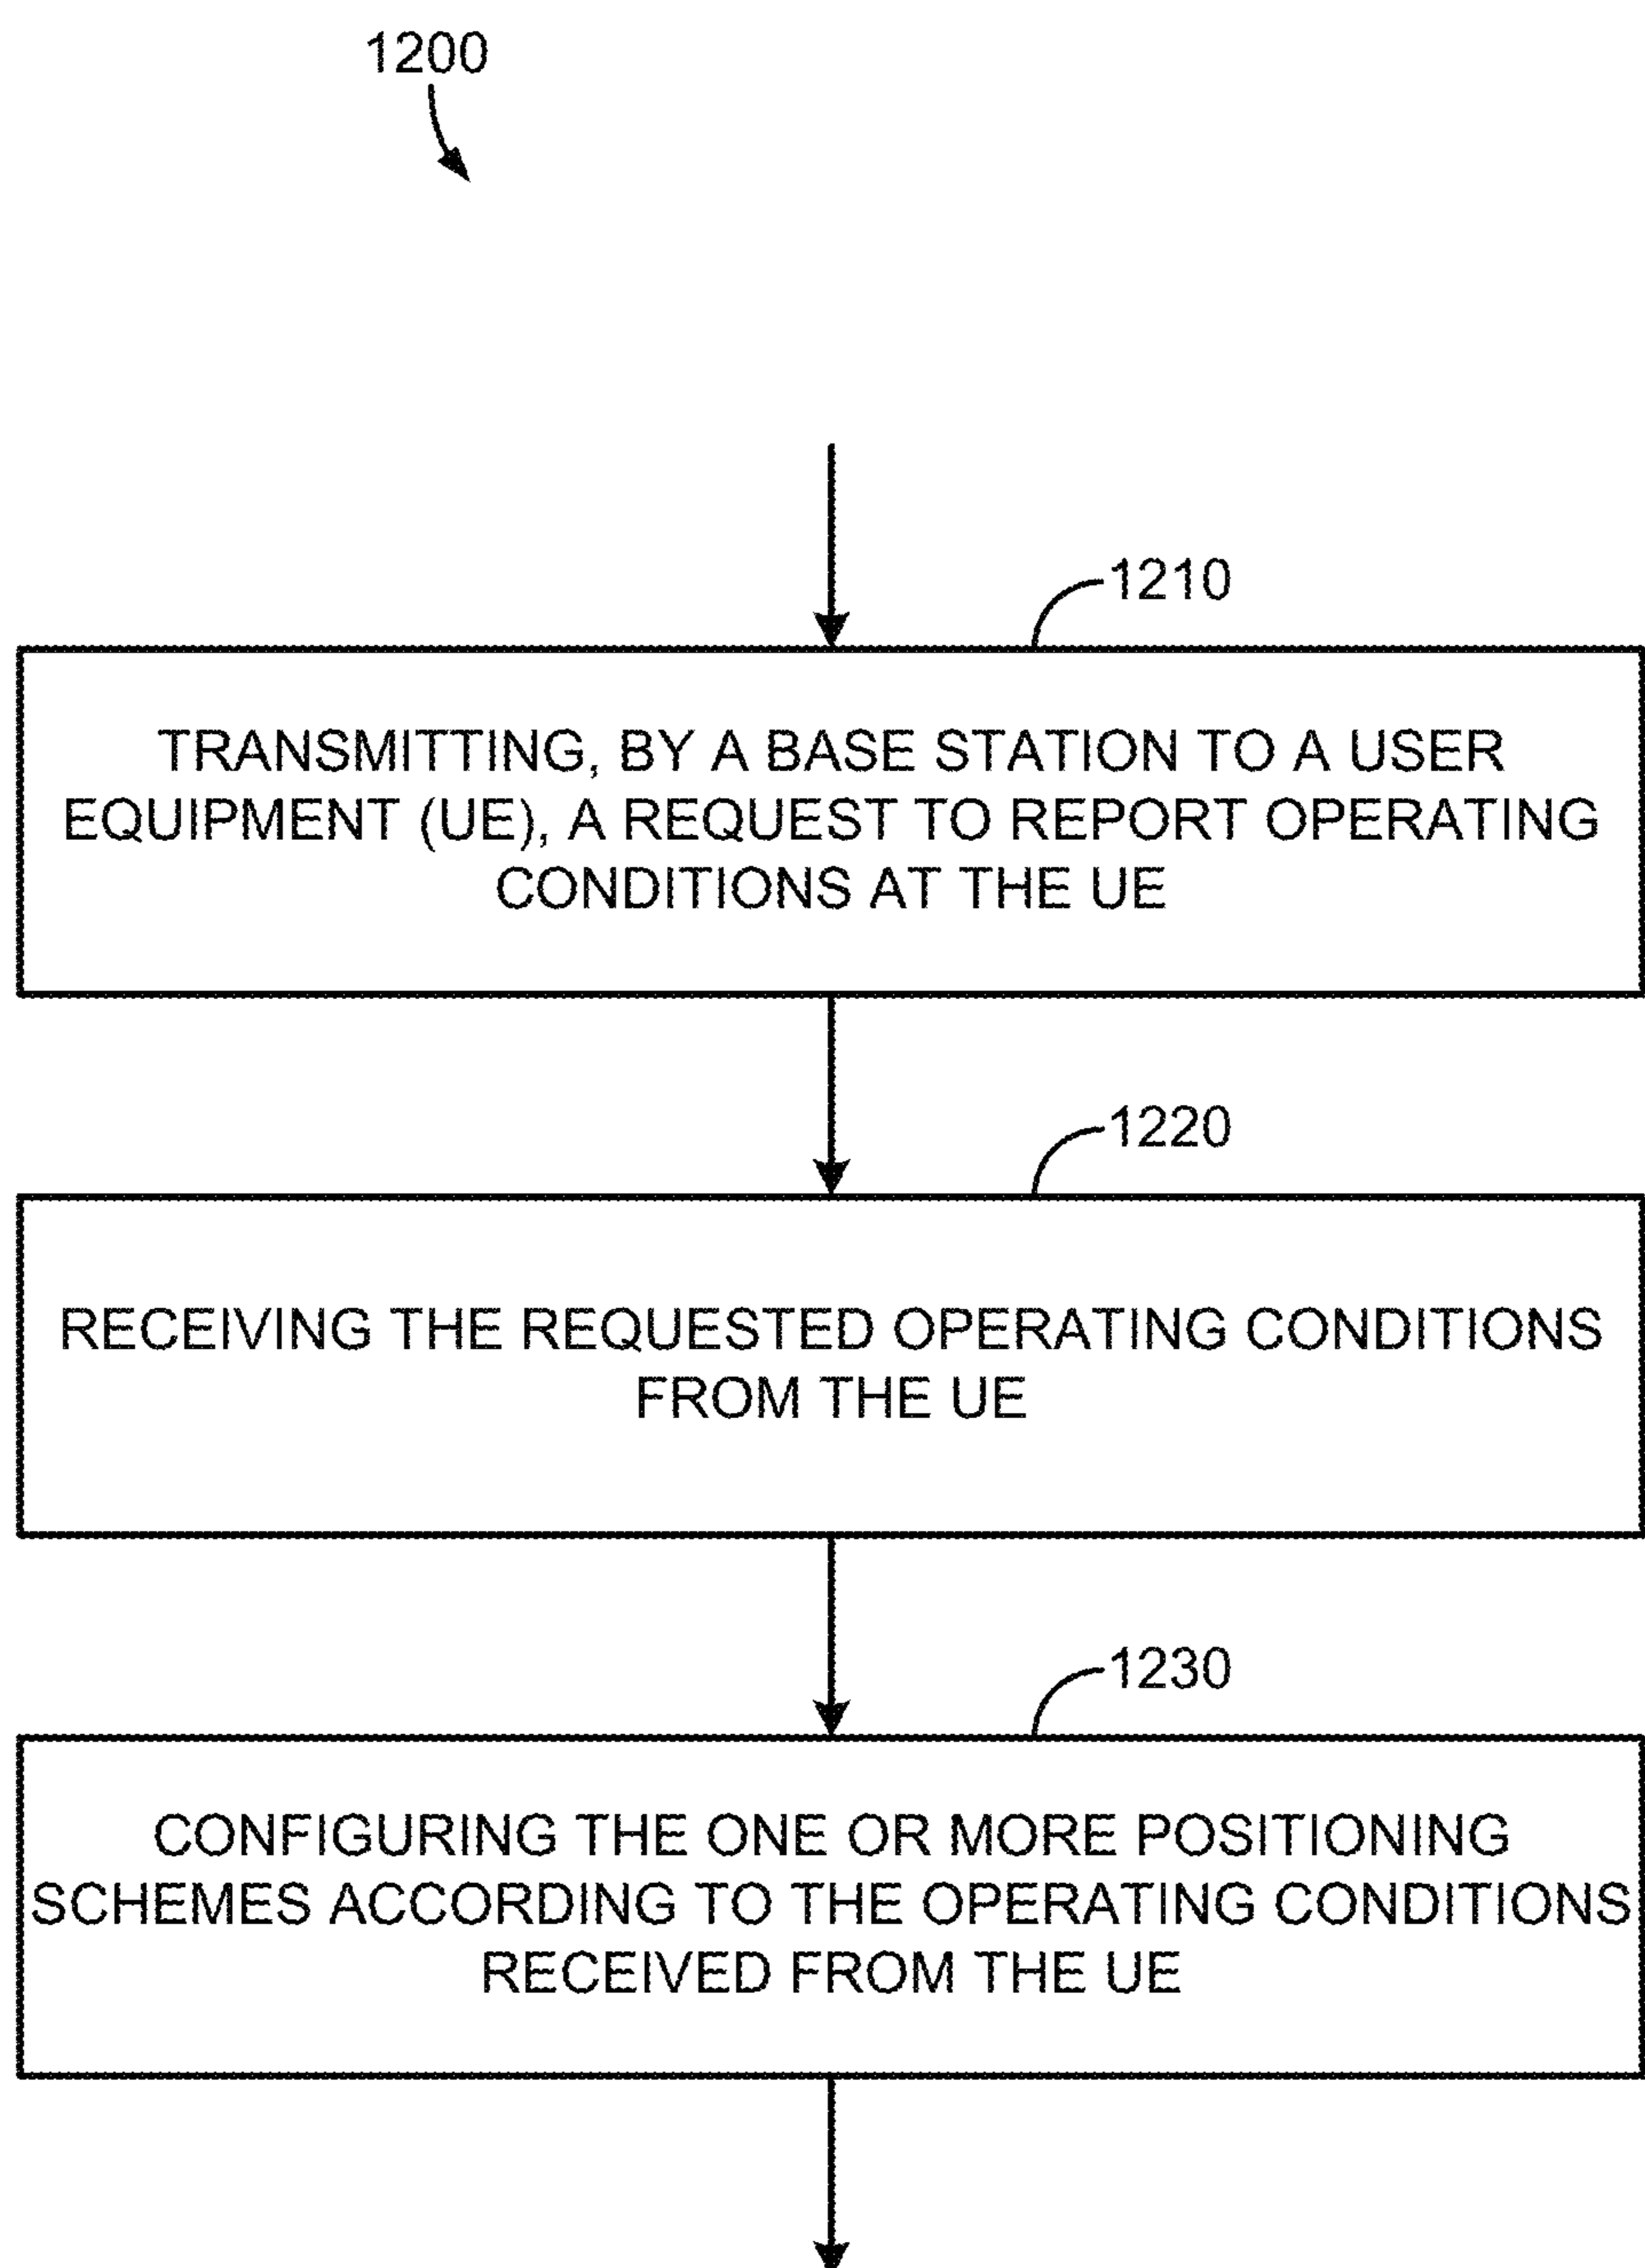 1200
1210
TRANSMITTING, BY A BASE STATION TO A USER
EQUIPMENT (UE), A REQUEST TO REPORT OPERATING
CONDITIONS AT THE UE
1220
RECEIVING THE REQUESTED OPERATING CONDITIONS
FROM THE UE
1230
CONFIGURING THE ONE OR MORE POSITIONING
SCHEMES ACCORDING TO THE OPERATING CONDITIONS
RECEIVED FROM THE UE